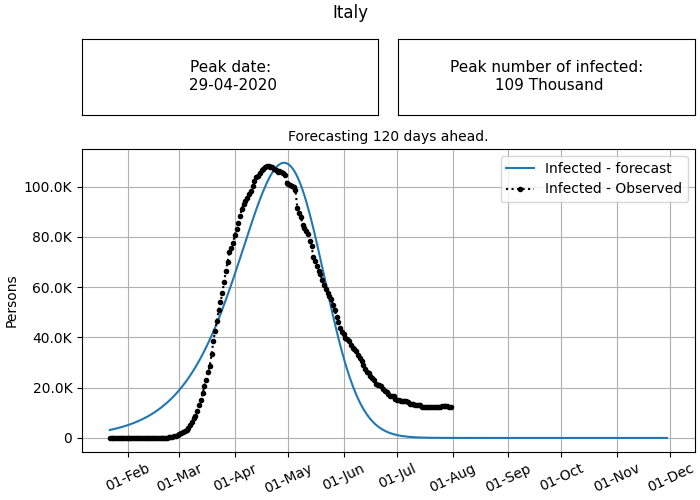 Italy
Peak date:
29-04-2020
Peak number of infected:
109 Thousand
Forecasting 120 days ahead.
Infected - forecast
Infected - Observed
100.0K
80.0K
60.0K
40.0K
20.0K
0
Persons
01-Feb
01-Mar
01-Apr
01-May
01-Jun
01-Jul
01-Aug
01-Sep
01-Oct
01-Nov
01-Dec